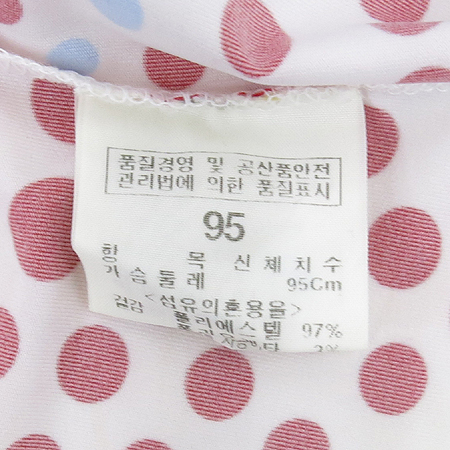 품질경영 및 공산품안전
관리법에 의한 품질표시
95
항 목 신체치수
가슴둘레 95Cm
겉감 <섬유의혼용율>
폴리에스텔 97%